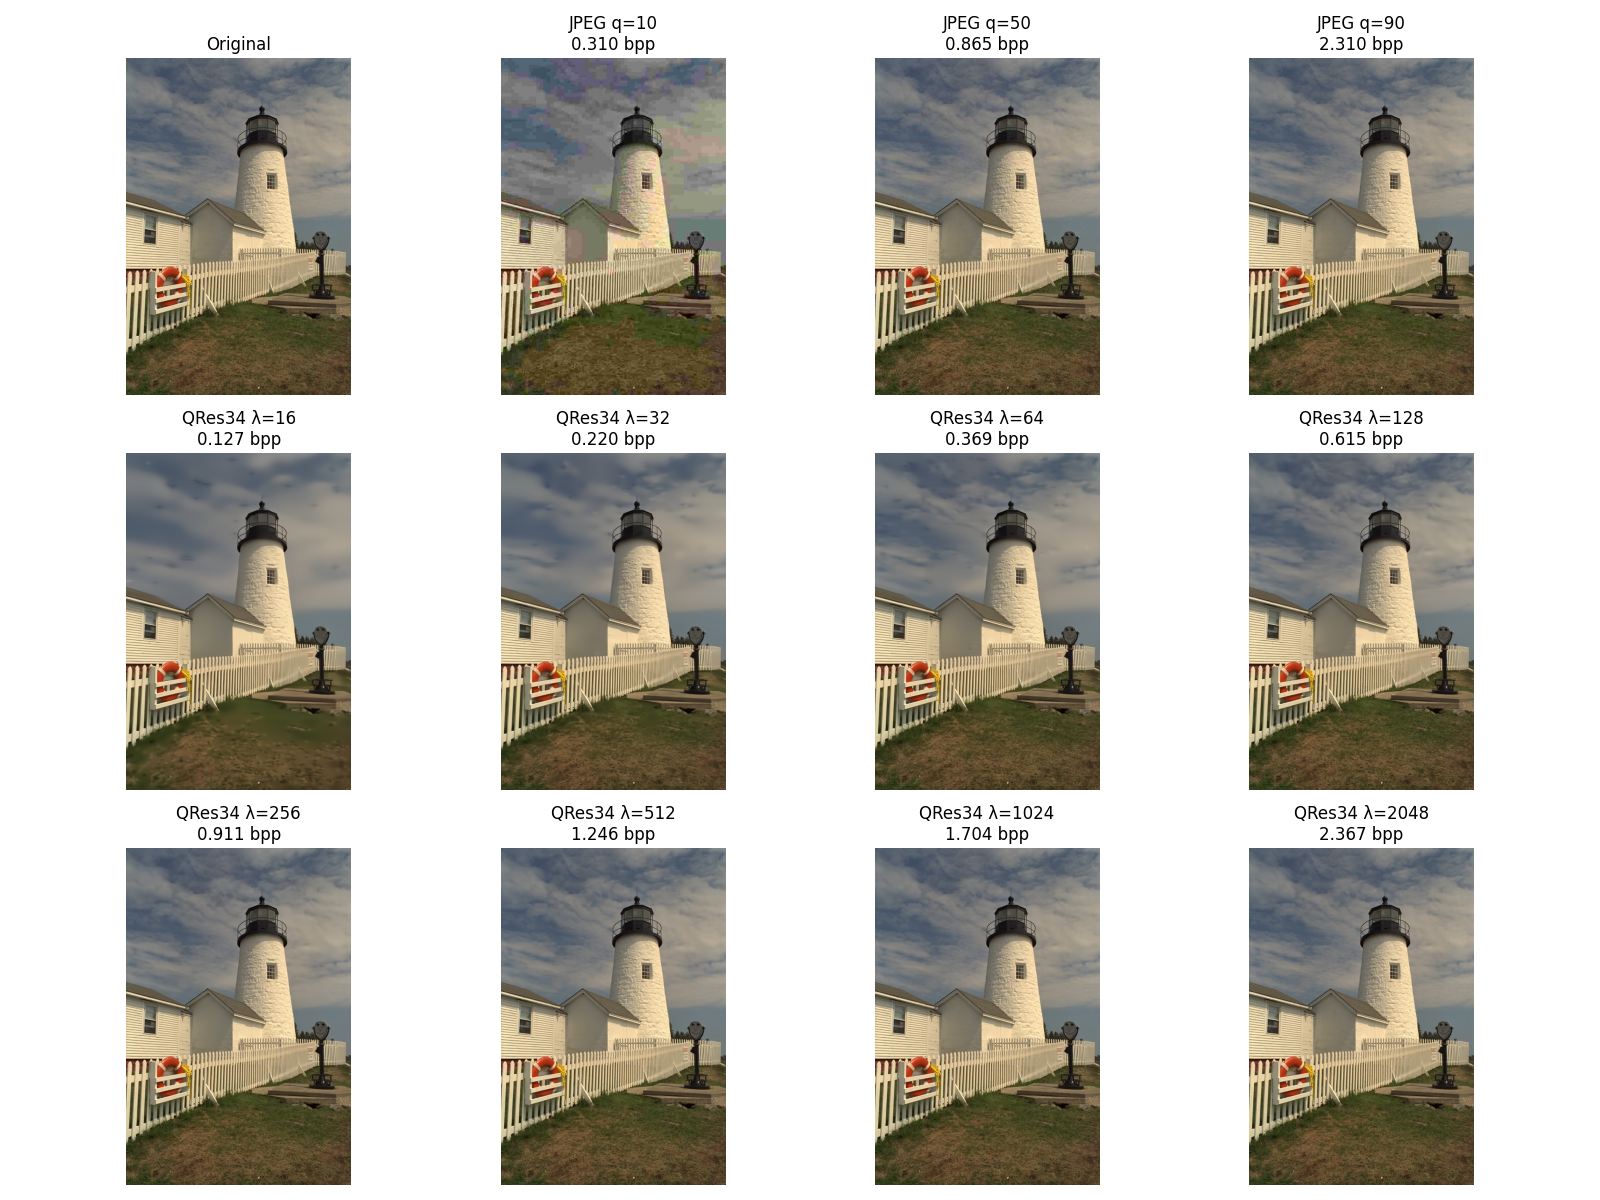 Original
JPEG q=10
0.310 bpp
JPEG q=50
0.865 bpp
JPEG q=90
2.310 bpp
QRes34 λ=16
0.127 bpp
QRes34 λ=32
0.220 bpp
QRes34 λ=64
0.369 bpp
QRes34 λ=128
0.615 bpp
QRes34 λ=256
0.911 bpp
QRes34 λ=512
1.246 bpp
QRes34 λ=1024
1.704 bpp
QRes34 λ=2048
2.367 bpp